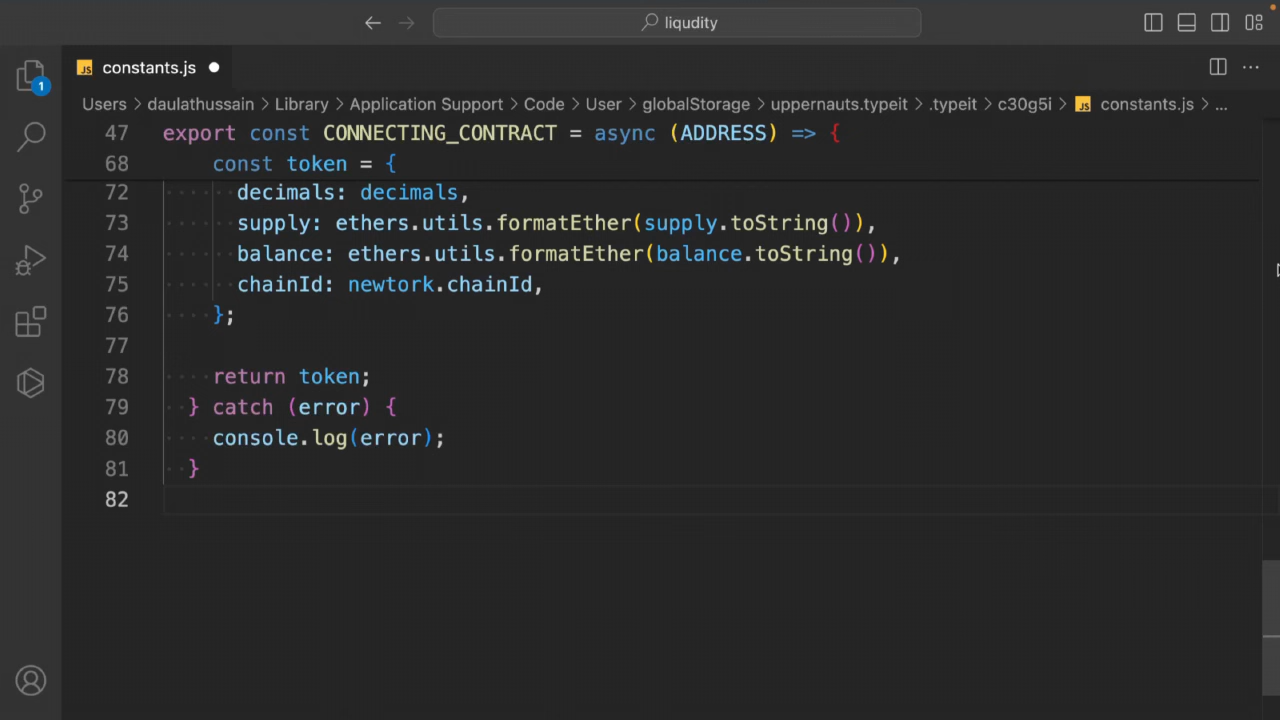 liqudity
JS constants.js
1
Users > daulathussain > Library > Application Support > Code > User > globalStorage > uppernauts.typeit > .typeit > c30g5i > JS constants.js > ...
47 export const CONNECTING_CONTRACT = async (ADDRESS) => {
68 const token = {
72 decimals: decimals,
73 supply: ethers.utils.formatEther(supply.toString()),
74 balance: ethers.utils.formatEther(balance.toString()),
75 chainId: newtork.chainId,
76 };
77
78 return token;
79 } catch (error) {
80 console.log(error);
81 }
82